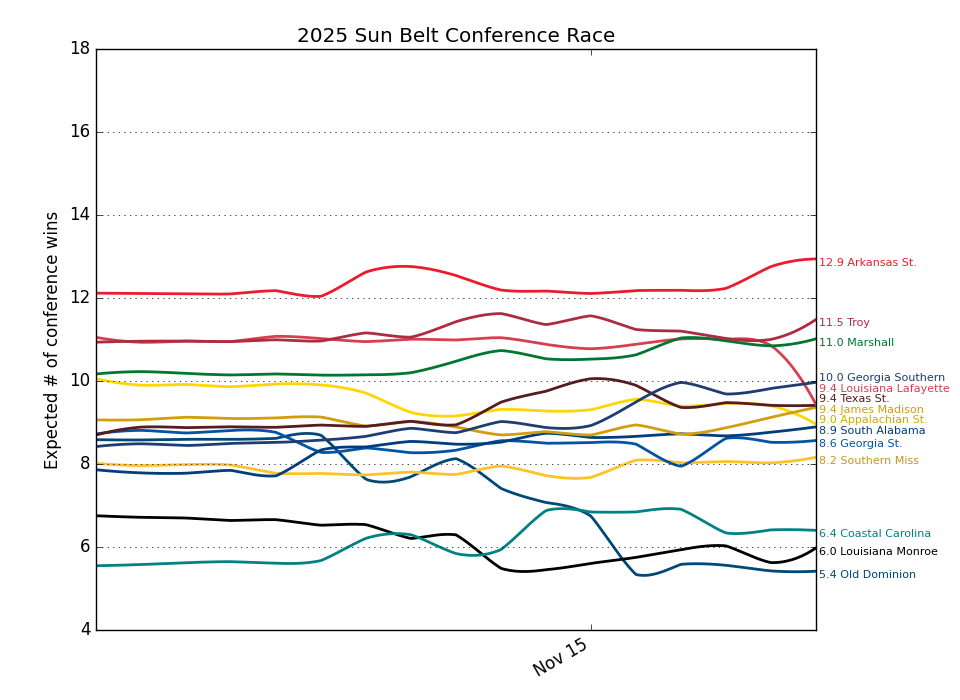 2025 Sun Belt Conference Race
Expected # of conference wins
18
16
14
12
10
8
6
4
Nov 15
12.9 Arkansas St.
11.5 Troy
11.0 Marshall
10.0 Georgia Southern
9.4 Louisiana Lafayette
9.4 Texas St.
9.4 James Madison
9.0 Appalachian St.
8.9 South Alabama
8.6 Georgia St.
8.2 Southern Miss
6.4 Coastal Carolina
6.0 Louisiana Monroe
5.4 Old Dominion